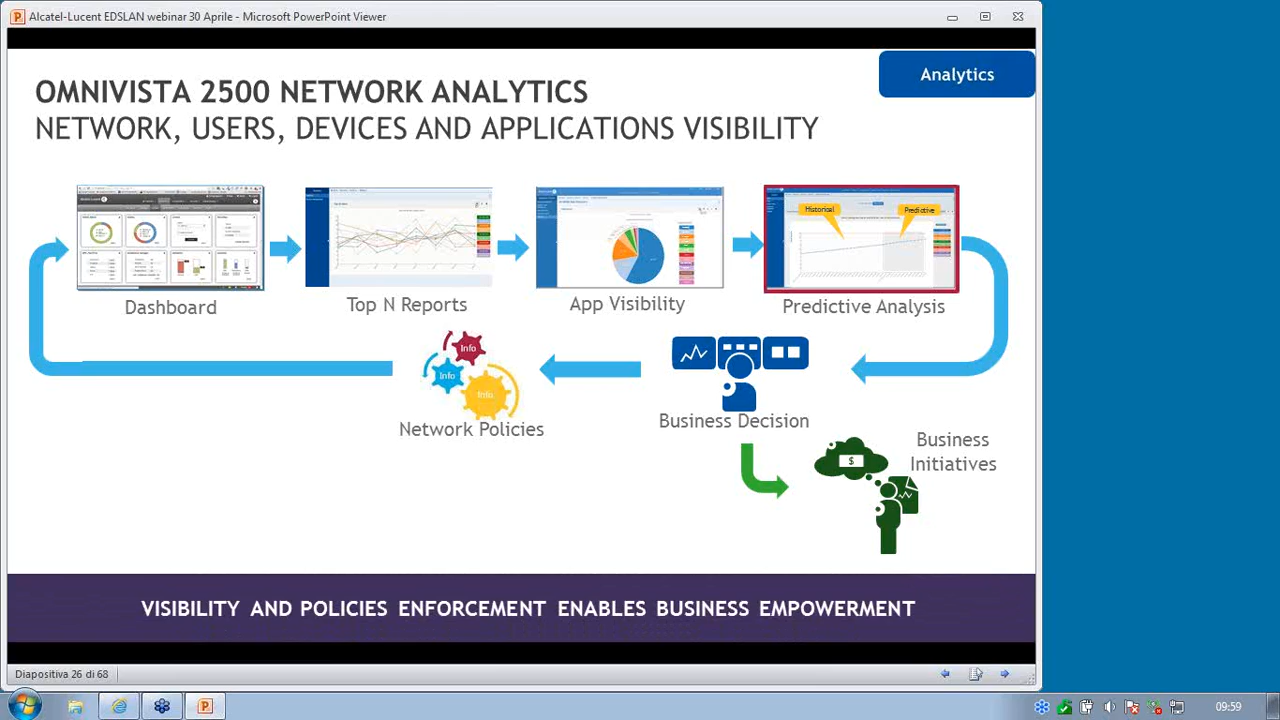 Alcatel-Lucent EDSLAN webinar 30 Aprile - Microsoft PowerPoint Viewer
Analytics
OMNIVISTA 2500 NETWORK ANALYTICS
NETWORK, USERS, DEVICES AND APPLICATIONS VISIBILITY
Historical
Predictive
Dashboard
Top N Reports
App Visibility
Predictive Analysis
Info
Info
Info
Network Policies
Business Decision
$
Business
Initiatives
VISIBILITY AND POLICIES ENFORCEMENT ENABLES BUSINESS EMPOWERMENT
Diapositiva 26 di 68
09:59